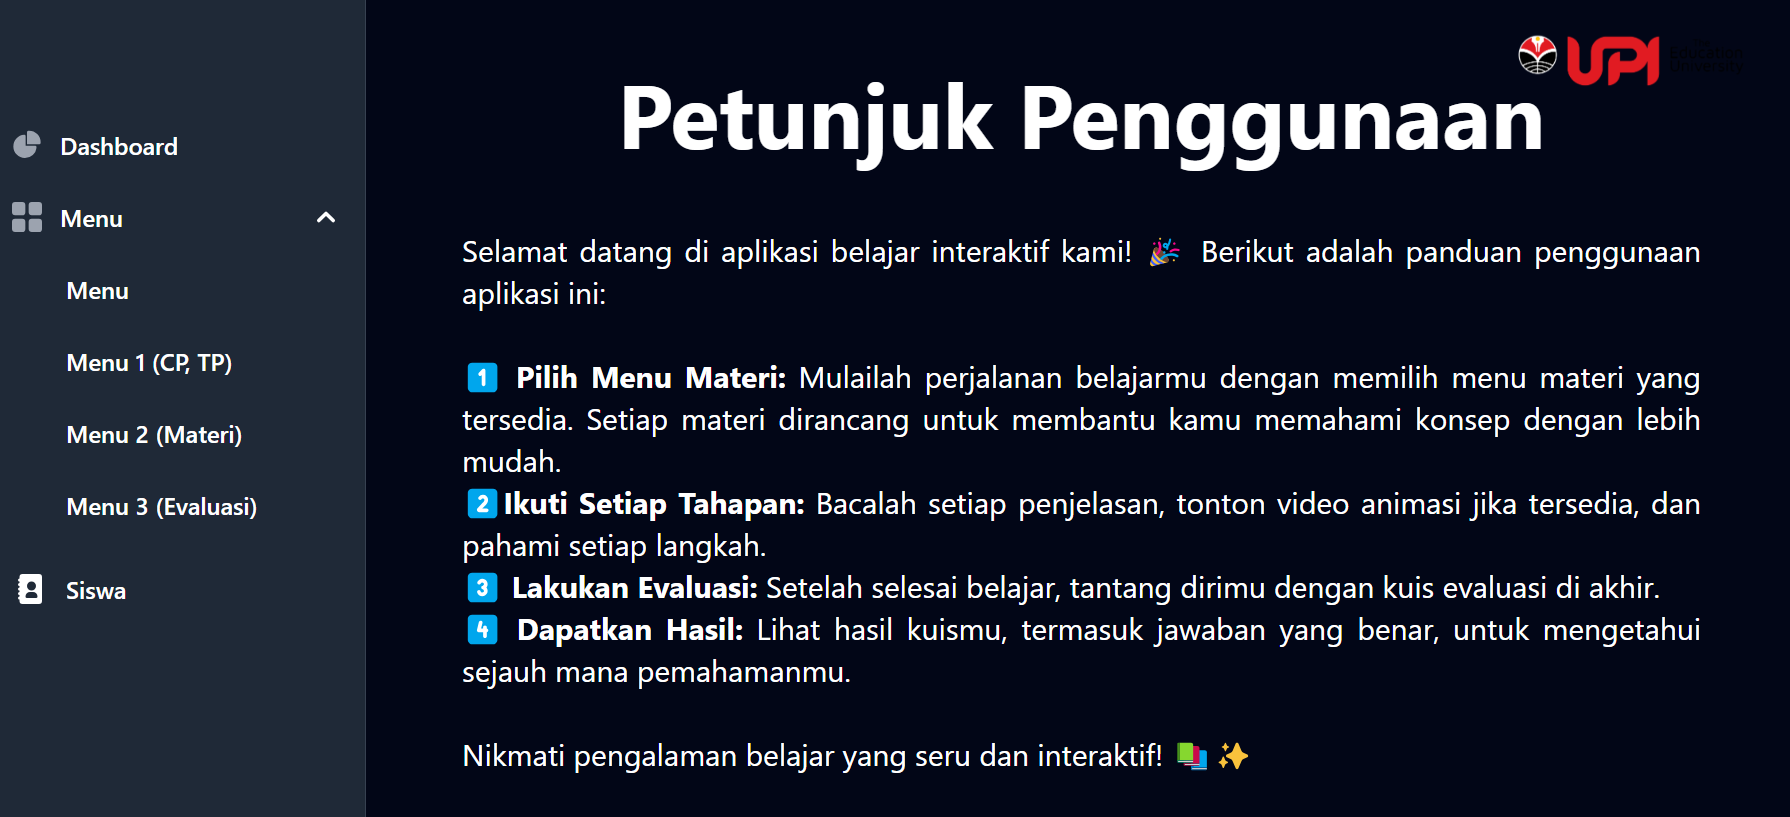 UPI
Education
University
Petunjuk Penggunaan
Dashboard
Menu
Menu
Menu 1 (CP, TP)
Menu 2 (Materi)
Menu 3 (Evaluasi)
Siswa
Selamat datang di aplikasi belajar interaktif kami! 🎉 Berikut adalah panduan penggunaan
aplikasi ini:
1️⃣ Pilih Menu Materi: Mulailah perjalanan belajarmu dengan memilih menu materi yang
tersedia. Setiap materi dirancang untuk membantu kamu memahami konsep dengan lebih
mudah.
2️⃣Ikuti Setiap Tahapan: Bacalah setiap penjelasan, tonton video animasi jika tersedia, dan
pahami setiap langkah.
3️⃣ Lakukan Evaluasi: Setelah selesai belajar, tantang dirimu dengan kuis evaluasi di akhir.
4️⃣ Dapatkan Hasil: Lihat hasil kuismu, termasuk jawaban yang benar, untuk mengetahui
sejauh mana pemahamanmu.
Nikmati pengalaman belajar yang seru dan interaktif! 📚✨